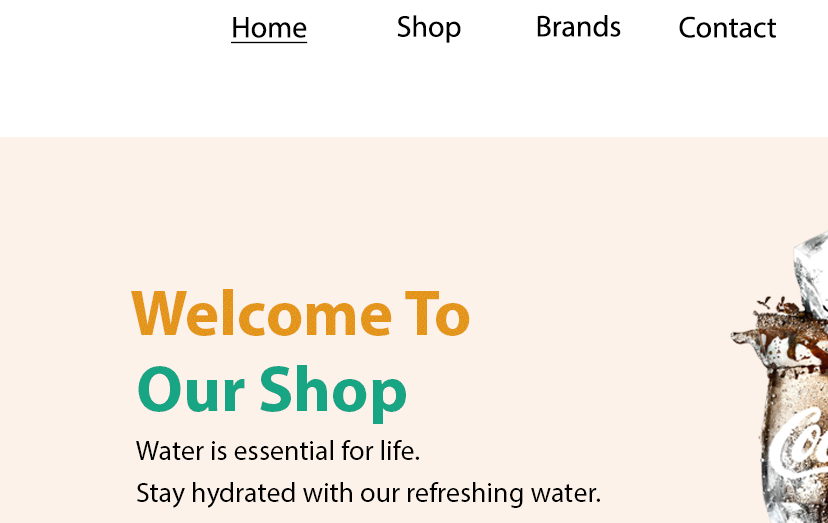 Home Shop Brands Contact
Welcome To
Our Shop
Water is essential for life.
Stay hydrated with our refreshing water.